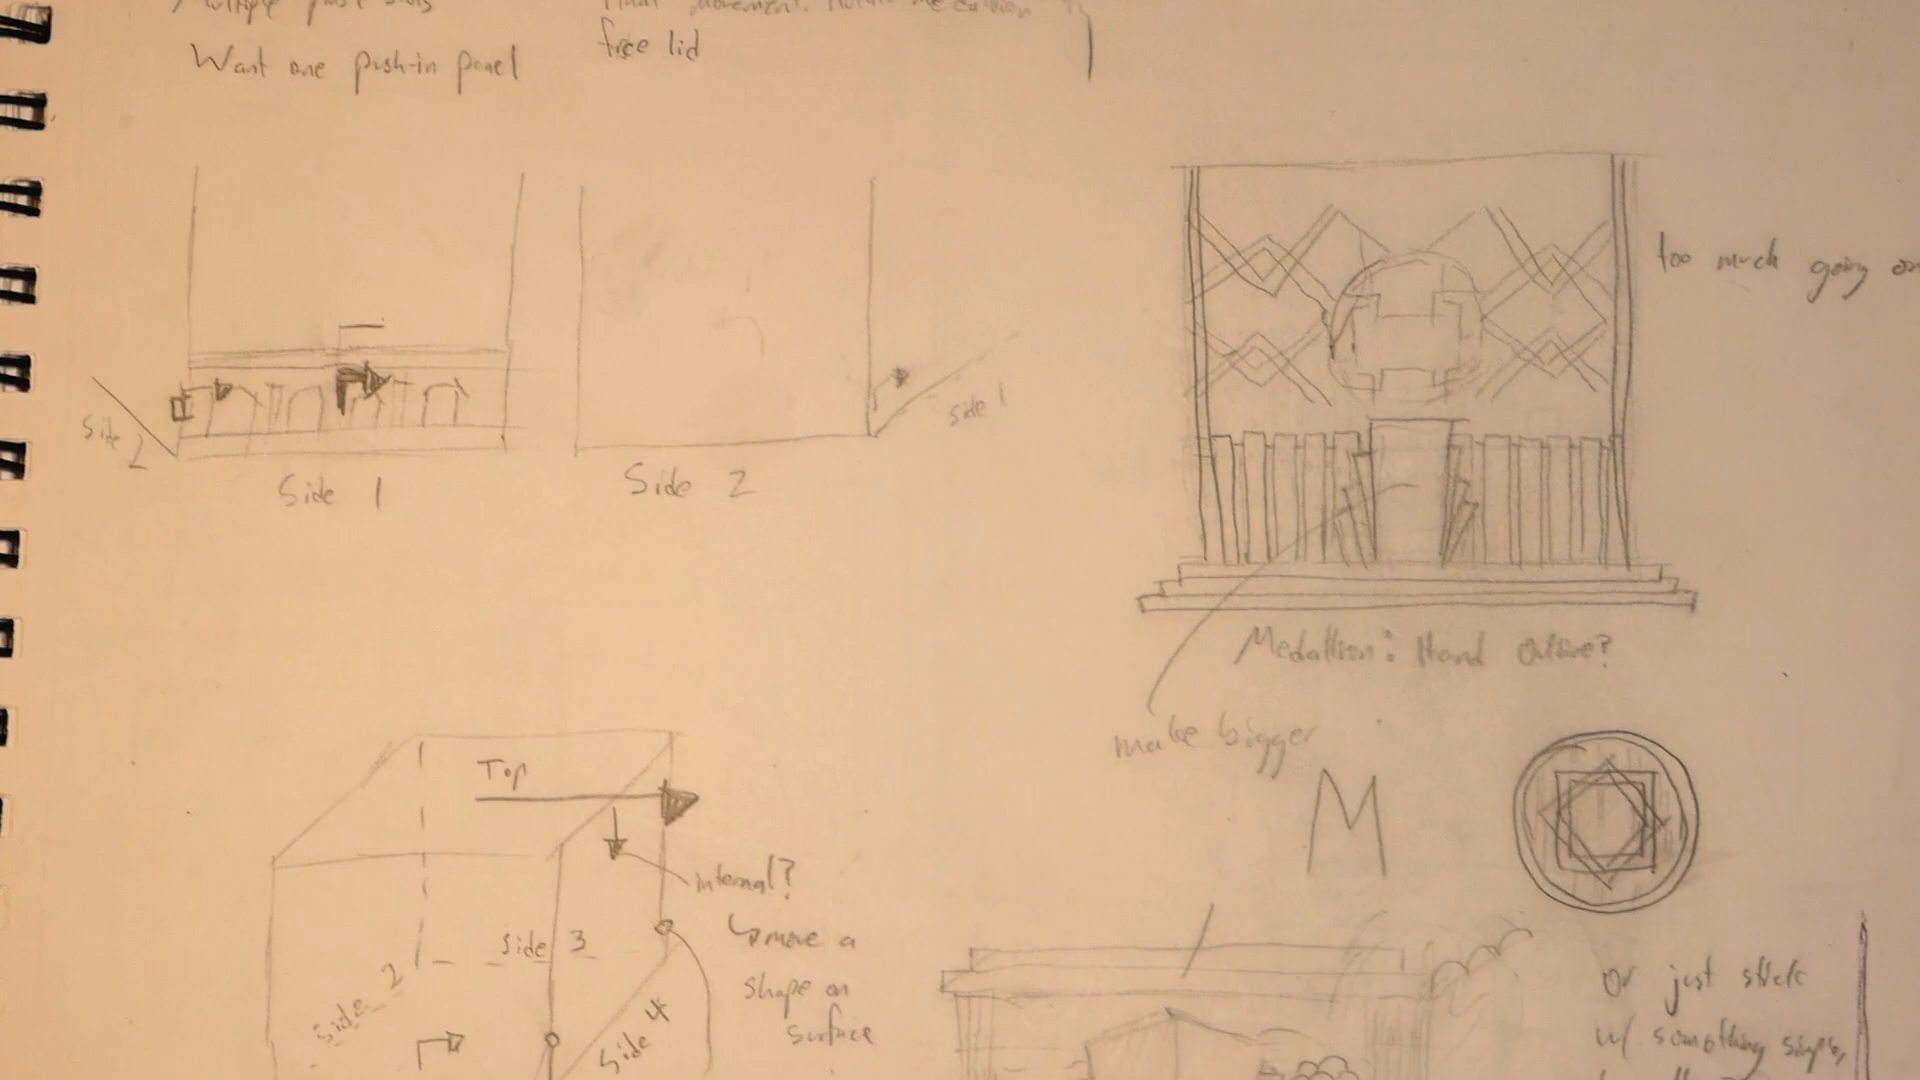 Multiple push
free lid
Want one push-in panel
too much going on
Side 2
Side 1
Side 1
Side 2
Medallion: Hand Outline?
make bigger
M
Top
internal?
↳ move a
shape on
surface
Side 3
Side 2
Side 4
or just stick
w/ something simple,